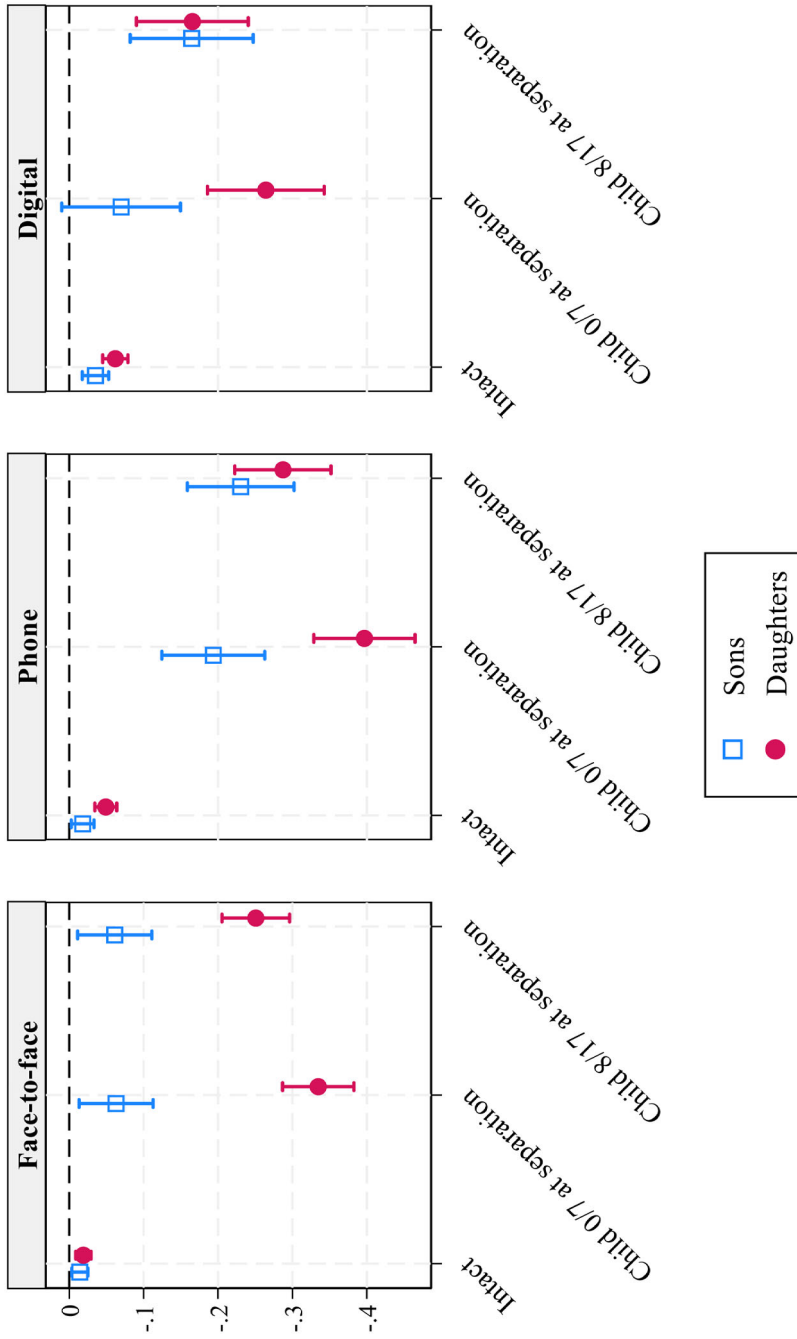 Face-to-face
Phone
Digital
0
-.1
-.2
-.3
-.4
Intact
Child 0/7 at separation
Child 8/17 at separation
Intact
Child 0/7 at separation
Child 8/17 at separation
Intact
Child 0/7 at separation
Child 8/17 at separation
Sons
Daughters